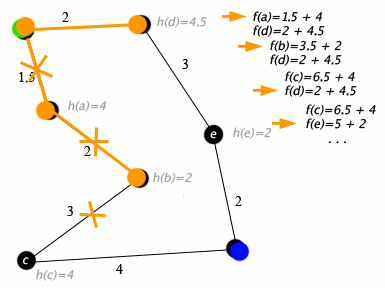 2
h(d)=4.5
f(a)=1.5 + 4
f(d)=2 + 4.5
f(b)=3.5 + 2
f(d)=2 + 4.5
1.5
3
f(c)=6.5 + 4
f(d)=2 + 4.5
h(a)=4
f(c)=6.5 + 4
f(e)=5 + 2
e
h(e)=2
. . .
2
h(b)=2
3
2
c
h(c)=4
4